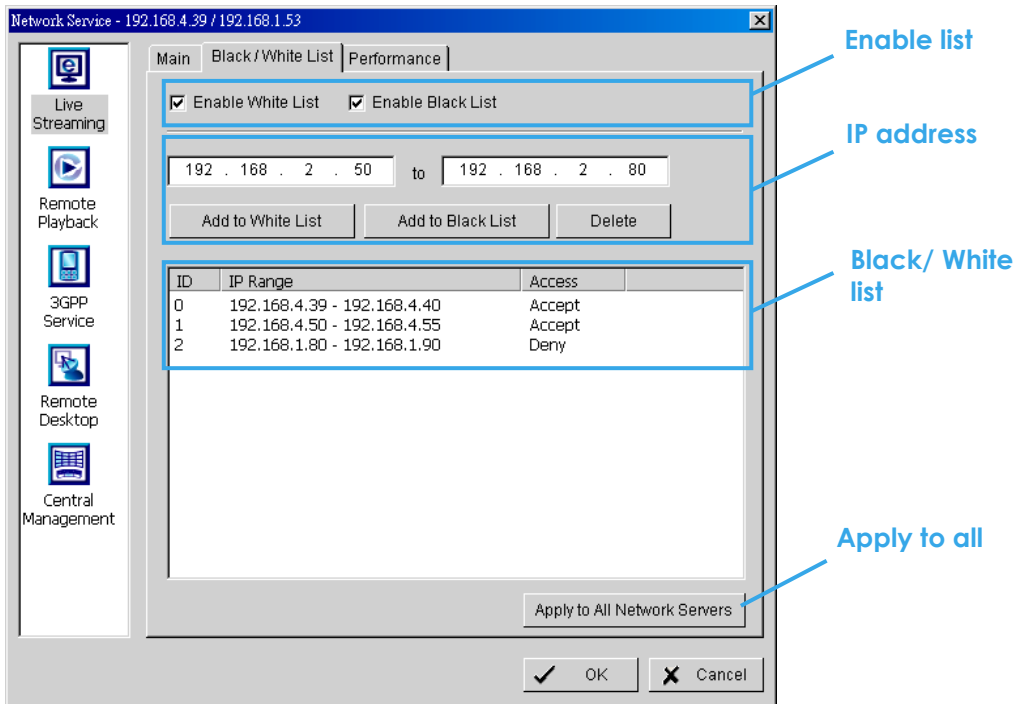 Network Service - 192.168.4.39 / 192.168.1.53
Live
Streaming
Remote
Playback
3GPP
Service
Remote
Desktop
Central
Management
Main
Black / White List
Performance
Enable White List
Enable Black List
192 . 168 . 2 . 50 to 192 . 168 . 2 . 80
Add to White List
Add to Black List
Delete
ID IP Range Access
0 192.168.4.39 - 192.168.4.40 Accept
1 192.168.4.50 - 192.168.4.55 Accept
2 192.168.1.80 - 192.168.1.90 Deny
Apply to All Network Servers
OK
Cancel
Enable list
IP address
Black/ White
list
Apply to all